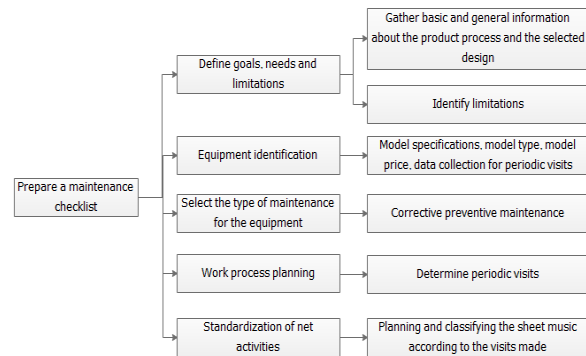 Gather basic and general information
about the product process and the selected
design
Define goals, needs and
limitations
Identify limitations
Equipment identification
Model specifications, model type, model
price, data collection for periodic visits
Prepare a maintenance
checklist
Select the type of maintenance
for the equipment
Corrective preventive maintenance
Work process planning
Determine periodic visits
Standardization of net
activities
Planning and classifying the sheet music
according to the visits made